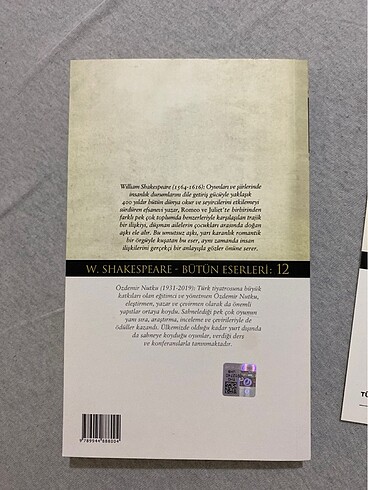 William Shakespeare (1564-1616): Oyunları ve şiirlerinde
insanlık durumlarını dile getiriş gücüyle yaklaşık
400 yıldır bütün dünya okur ve seyircilerini etkilemeyi
sürdüren efsanevi yazar, Romeo ve Juliet'te birbirinden
farklı pek çok toplumda benzerleriyle karşılaşılan trajik
bir ilişkiyi, düşman ailelerin çocukları arasında doğan
aşkı ele alır. Bu umutsuz aşkı, yarı karanlık romantik
bir örgüyle kuşatan bu eser, aynı zamanda insan
ilişkilerini gerçekçi bir anlayışla gözler önüne serer.
W. SHAKESPEARE - BÜTÜN ESERLERİ: 12
Özdemir Nutku (1931-2019): Türk tiyatrosuna büyük
katkıları olan eğitimci ve yönetmen Özdemir Nutku,
eleştirmen, yazar ve çevirmen olarak da önemli
yapıtlar ortaya koydu. Sahnelediği pek çok oyunun
yanı sıra, araştırma, inceleme ve çevirileriyle de
ödüller kazandı. Ülkemizde olduğu kadar yurt dışında
da sahneye koyduğu oyunlar, verdiği ders
ve konferanslarla tanınmaktadır.
9789944888004